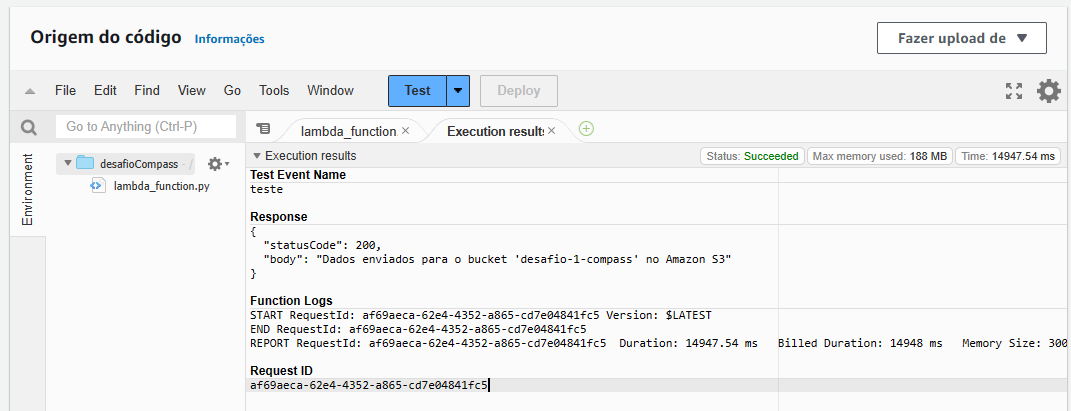 Origem do código Informações Fazer upload de
File Edit Find View Go Tools Window Test Deploy
Go to Anything (Ctrl-P) lambda_function Execution results
Execution results Status: Succeeded Max memory used: 188 MB Time: 14947.54 ms
Environment
desafioCompass - /
lambda_function.py
Test Event Name
teste
Response
{
"statusCode": 200,
"body": "Dados enviados para o bucket 'desafio-1-compass' no Amazon S3"
}
Function Logs
START RequestId: af69aeca-62e4-4352-a865-cd7e04841fc5 Version: $LATEST
END RequestId: af69aeca-62e4-4352-a865-cd7e04841fc5
REPORT RequestId: af69aeca-62e4-4352-a865-cd7e04841fc5 Duration: 14947.54 ms Billed Duration: 14948 ms Memory Size: 300
Request ID
af69aeca-62e4-4352-a865-cd7e04841fc5